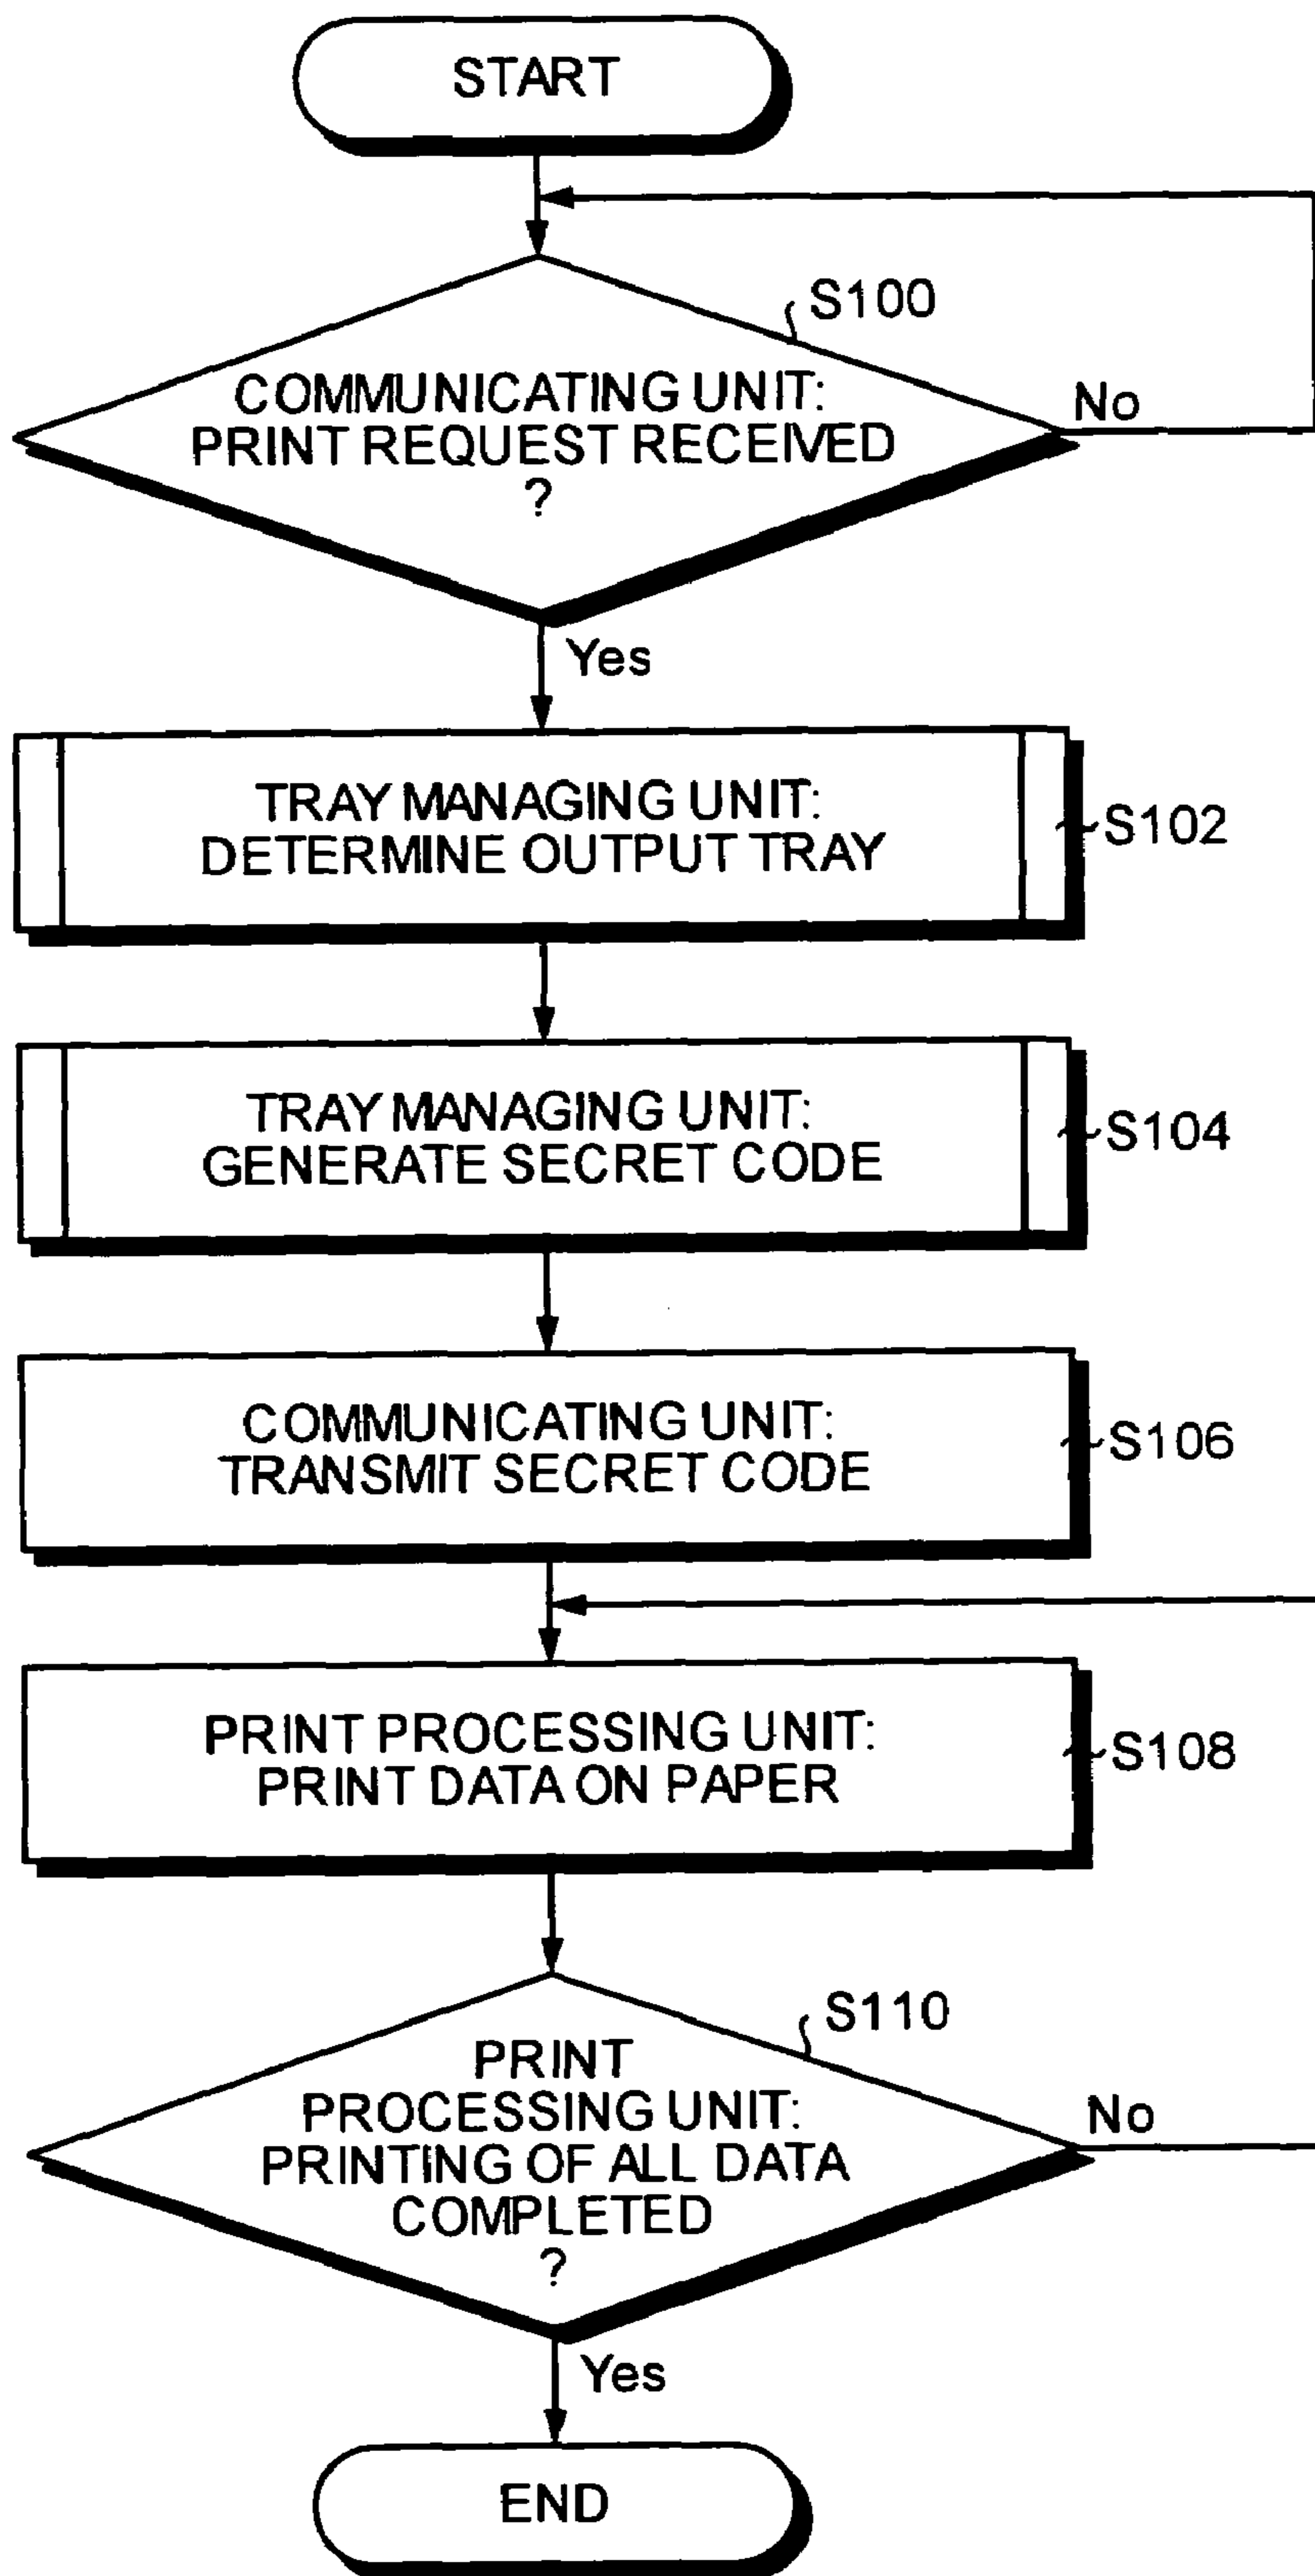 START
S100
COMMUNICATING UNIT:
PRINT REQUEST RECEIVED
?
No
Yes
TRAY MANAGING UNIT:
DETERMINE OUTPUT TRAY
S102
TRAY MANAGING UNIT:
GENERATE SECRET CODE
S104
COMMUNICATING UNIT:
TRANSMIT SECRET CODE
S106
PRINT PROCESSING UNIT:
PRINT DATA ON PAPER
S108
S110
PRINT
PROCESSING UNIT:
PRINTING OF ALL DATA
COMPLETED
?
No
Yes
END